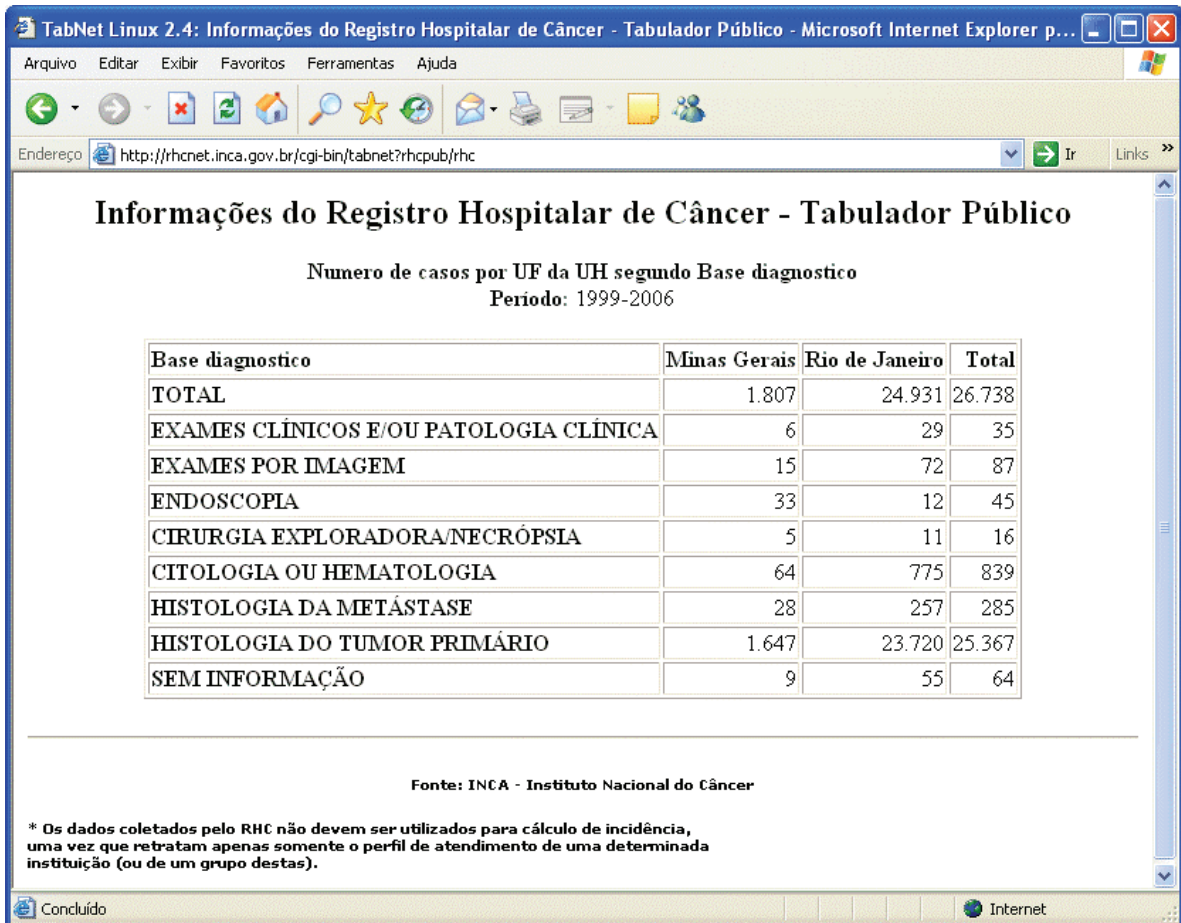 TabNet Linux 2.4: Informações do Registro Hospitalar de Câncer - Tabulador Público - Microsoft Internet Explorer p...
Arquivo Editar Exibir Favoritos Ferramentas Ajuda
Endereço http://rhcnet.inca.gov.br/cgi-bin/tabnet?rhcpub/rhc Ir Links »
Informações do Registro Hospitalar de Câncer - Tabulador Público
Numero de casos por UF da UH segundo Base diagnostico
Período: 1999-2006
Base diagnostico Minas Gerais Rio de Janeiro Total
TOTAL 1.807 24.931 26.738
EXAMES CLÍNICOS E/OU PATOLOGIA CLÍNICA 6 29 35
EXAMES POR IMAGEM 15 72 87
ENDOSCOPIA 33 12 45
CIRURGIA EXPLORADORA/NECRÓPSIA 5 11 16
CITOLOGIA OU HEMATOLOGIA 64 775 839
HISTOLOGIA DA METÁSTASE 28 257 285
HISTOLOGIA DO TUMOR PRIMÁRIO 1.647 23.720 25.367
SEM INFORMAÇÃO 9 55 64
Fonte: INCA - Instituto Nacional do Câncer
* Os dados coletados pelo RHC não devem ser utilizados para cálculo de incidência,
uma vez que retratam apenas somente o perfil de atendimento de uma determinada
instituição (ou de um grupo destas).
Concluído Internet